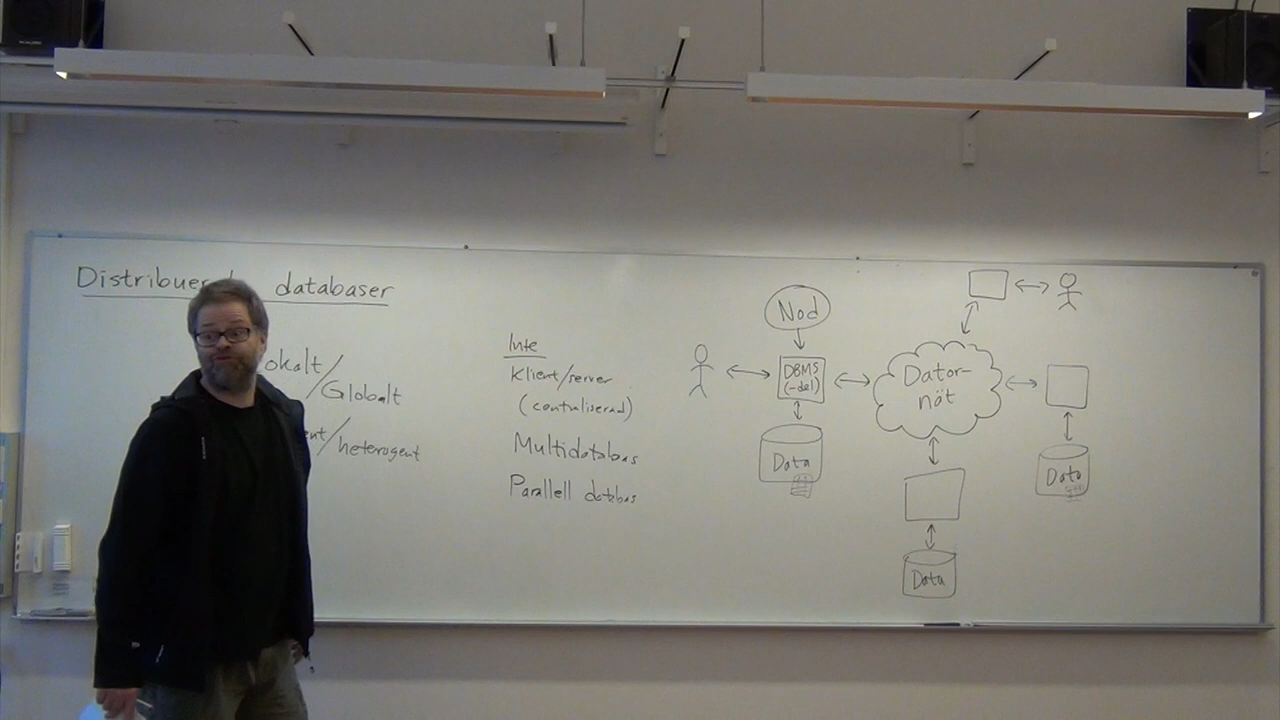 Distribuer databaser
okalt/
Globalt
ent/heterogent
Inte
Klient/server
(centraliserad)
Multidatabas
Parallell databas
Nod
DBMS
(-del)
Data
Dator-
nät
Data
Data